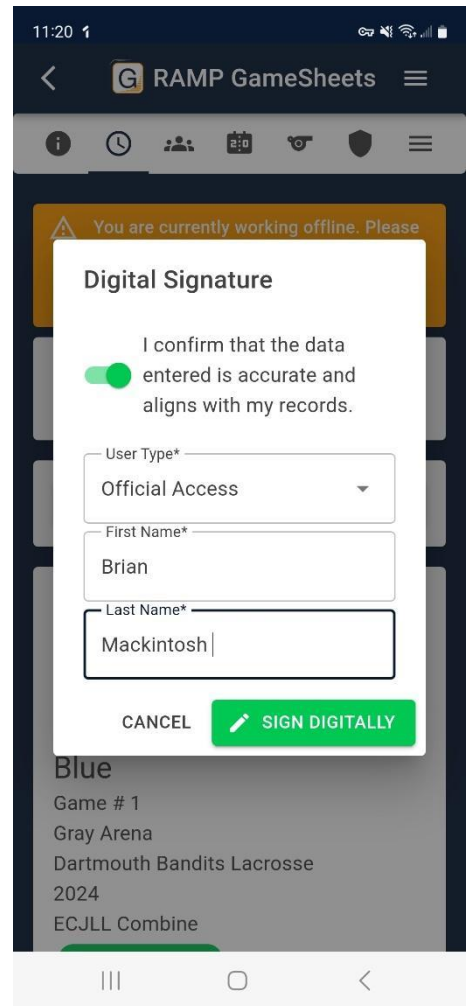 11:20
G RAMP GameSheets
2:0
You are currently working offline. Please
Digital Signature
I confirm that the data
entered is accurate and
aligns with my records.
User Type*
Official Access
First Name*
Brian
Last Name*
Mackintosh
CANCEL SIGN DIGITALLY
Blue
Game # 1
Gray Arena
Dartmouth Bandits Lacrosse
2024
ECJLL Combine